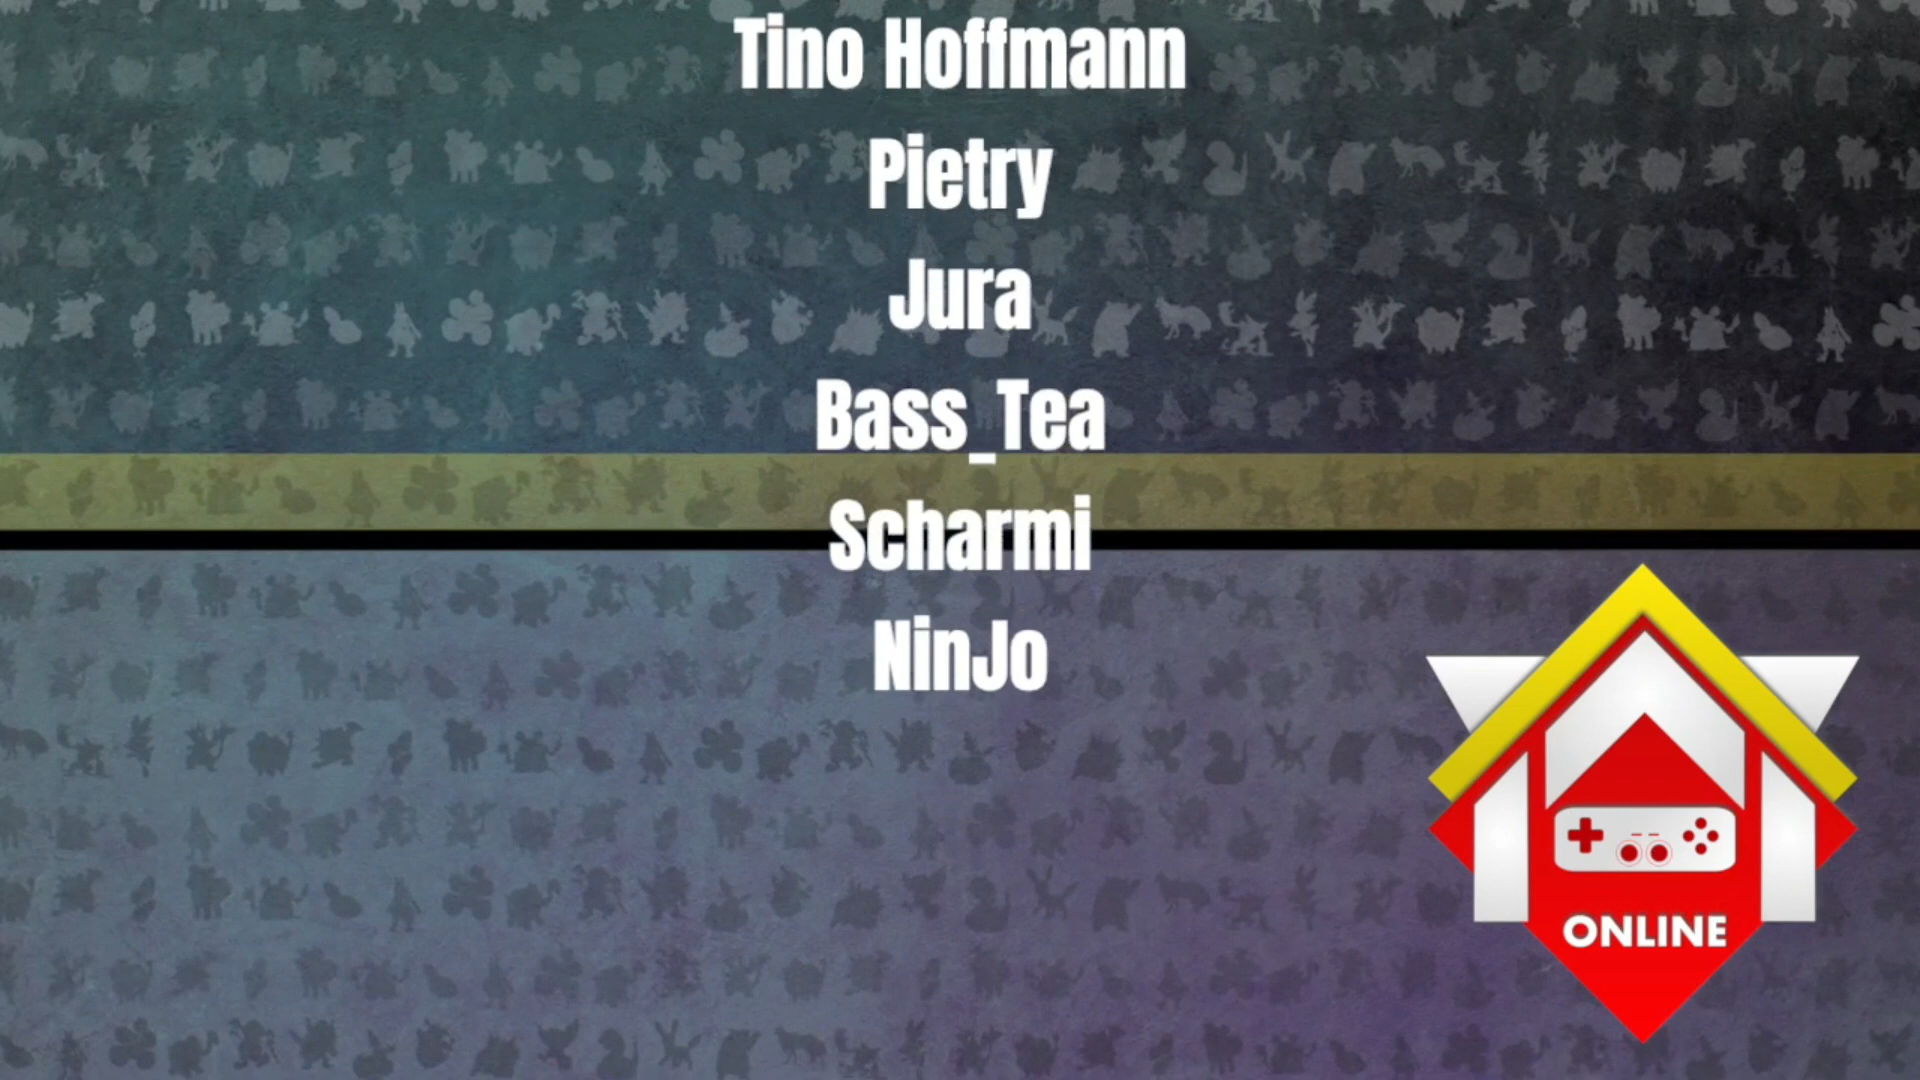 Tino Hoffmann
Pietry
Jura
Bass_Tea
Scharmi
NinJo
ONLINE